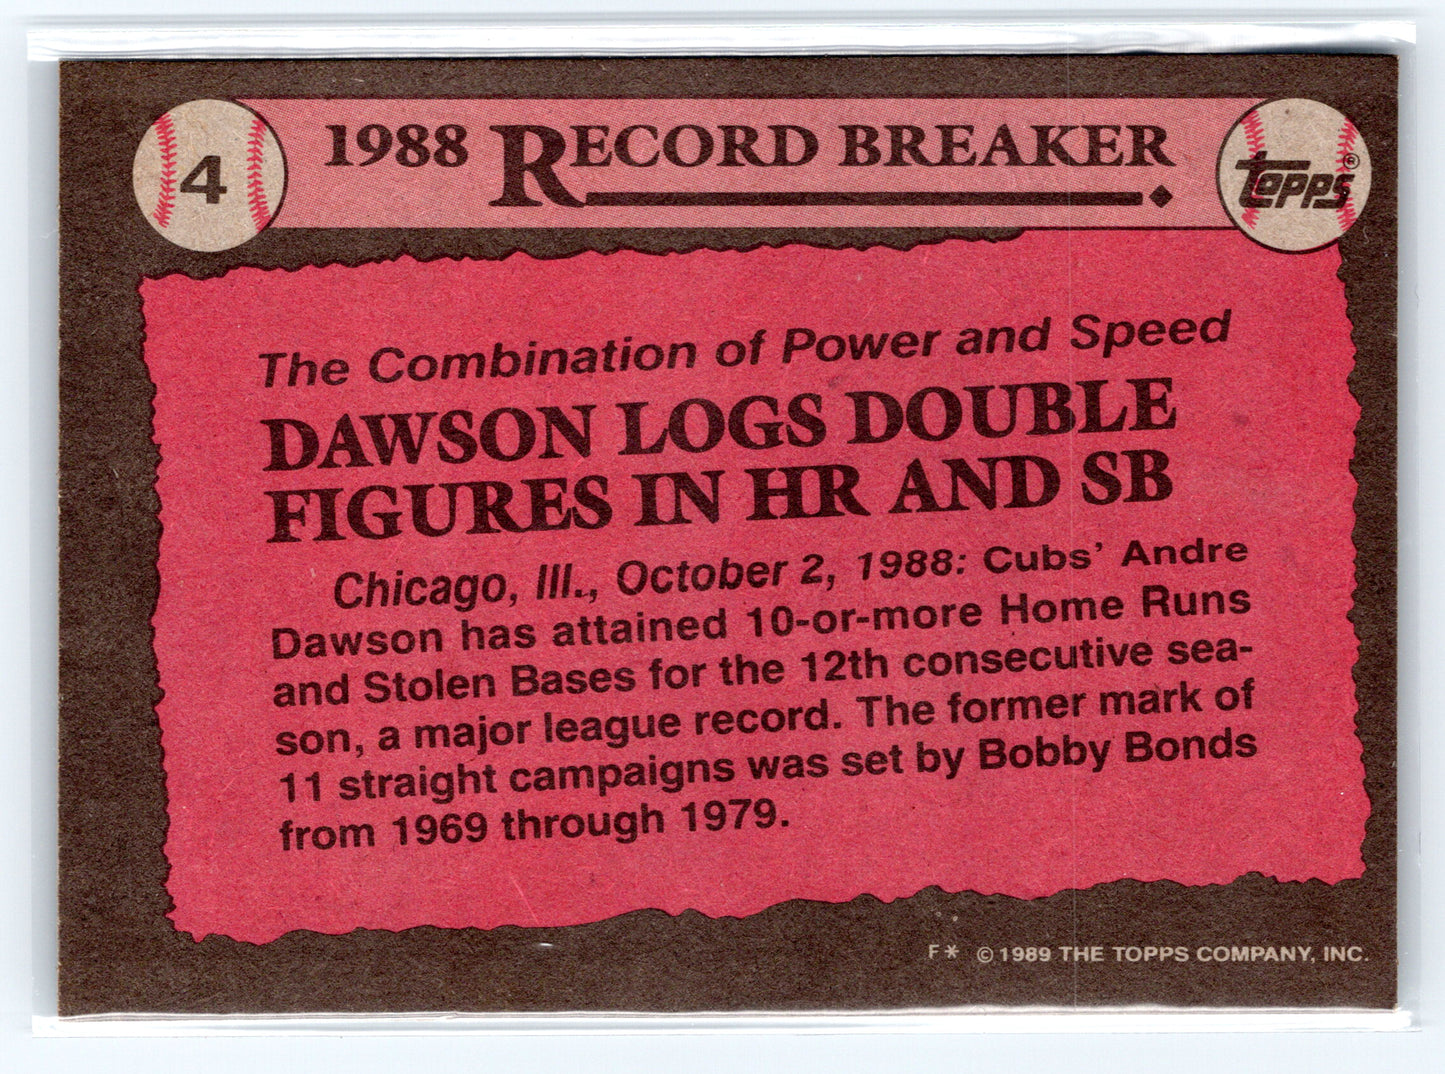 4
1988 RECORD BREAKER
Topps®
The Combination of Power and Speed
DAWSON LOGS DOUBLE
FIGURES IN HR AND SB
Chicago, Ill., October 2, 1988: Cubs' Andre
Dawson has attained 10-or-more Home Runs
and Stolen Bases for the 12th consecutive sea-
son, a major league record. The former mark of
11 straight campaigns was set by Bobby Bonds
from 1969 through 1979.
F* © 1989 THE TOPPS COMPANY, INC.